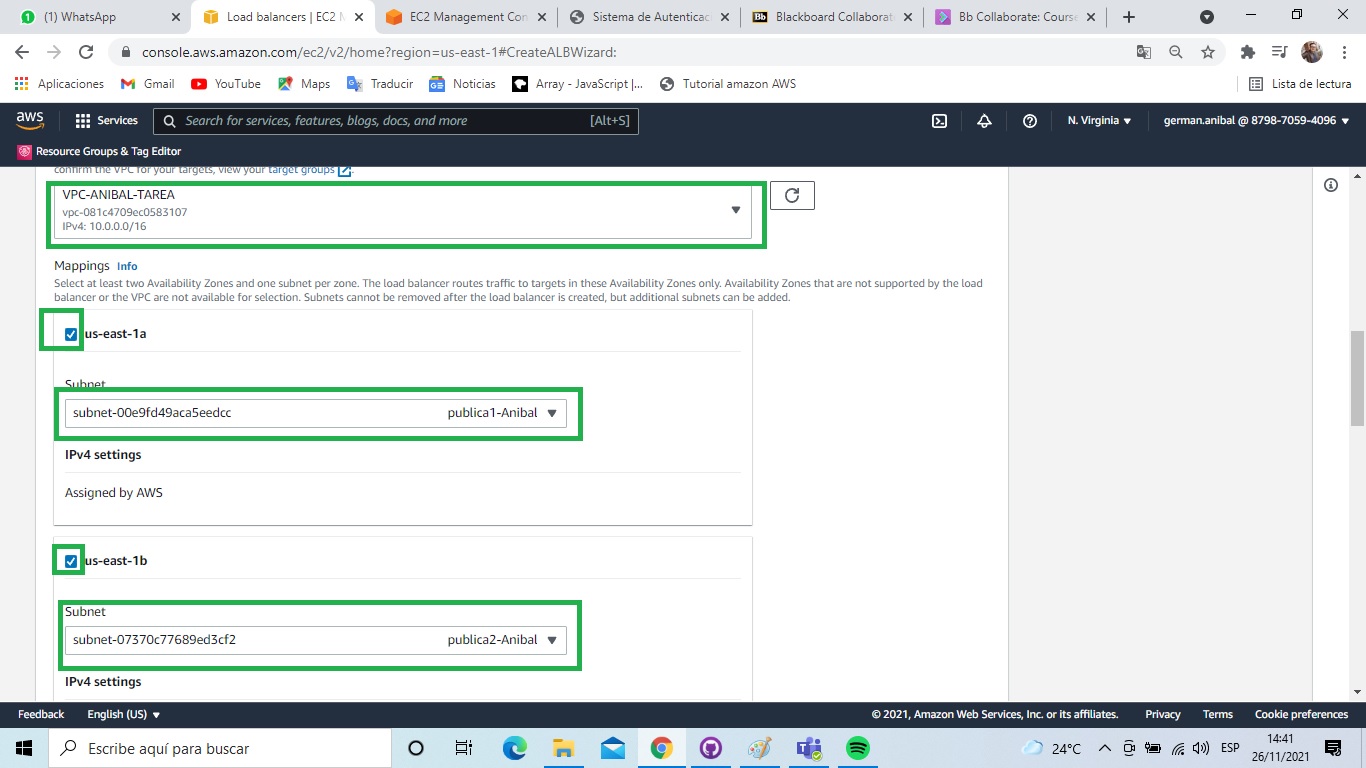 (1) WhatsApp
Load balancers | EC2 M
EC2 Management Con
Sistema de Autenticac
Blackboard Collaborat
Bb Collaborate: Course
console.aws.amazon.com/ec2/v2/home?region=us-east-1#CreateALBWizard:
Aplicaciones
Gmail
YouTube
Maps
Traducir
Noticias
Array - JavaScript |...
Tutorial amazon AWS
Lista de lectura
aws
Services
Search for services, features, blogs, docs, and more
[Alt+S]
N. Virginia
german.anibal @ 8798-7059-4096
Resource Groups & Tag Editor
confirm the VPC for your targets, view your target groups
VPC-ANIBAL-TAREA
vpc-081c4709ec0583107
IPv4: 10.0.0.0/16
Mappings Info
Select at least two Availability Zones and one subnet per zone. The load balancer routes traffic to targets in these Availability Zones only. Availability Zones that are not supported by the load
balancer or the VPC are not available for selection. Subnets cannot be removed after the load balancer is created, but additional subnets can be added.
us-east-1a
Subnet
subnet-00e9fd49aca5eedcc publica1-Anibal
IPv4 settings
Assigned by AWS
us-east-1b
Subnet
subnet-07370c77689ed3cf2 publica2-Anibal
IPv4 settings
Feedback
English (US)
© 2021, Amazon Web Services, Inc. or its affiliates.
Privacy
Terms
Cookie preferences
Escribe aquí para buscar
24°C
ESP
14:41
26/11/2021